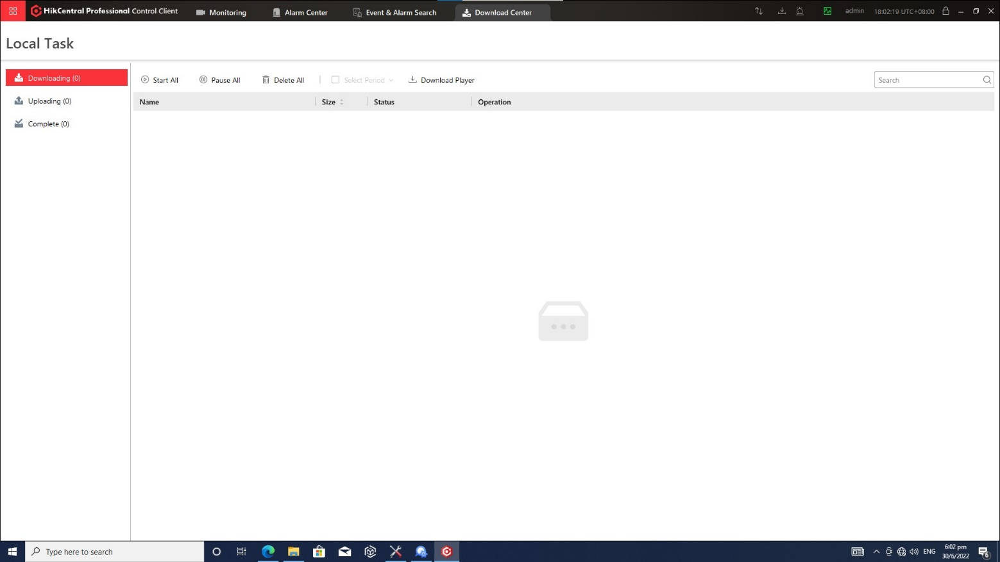 HikCentral Professional Control Client
Monitoring
Alarm Center
Event & Alarm Search
Download Center
admin
18:02:19 UTC+08:00
Local Task
Downloading (0)
Uploading (0)
Complete (0)
Start All
Pause All
Delete All
Select Period
Download Player
Search
Name
Size
Status
Operation
Type here to search
ENG
6:02 pm
30/6/2022
6